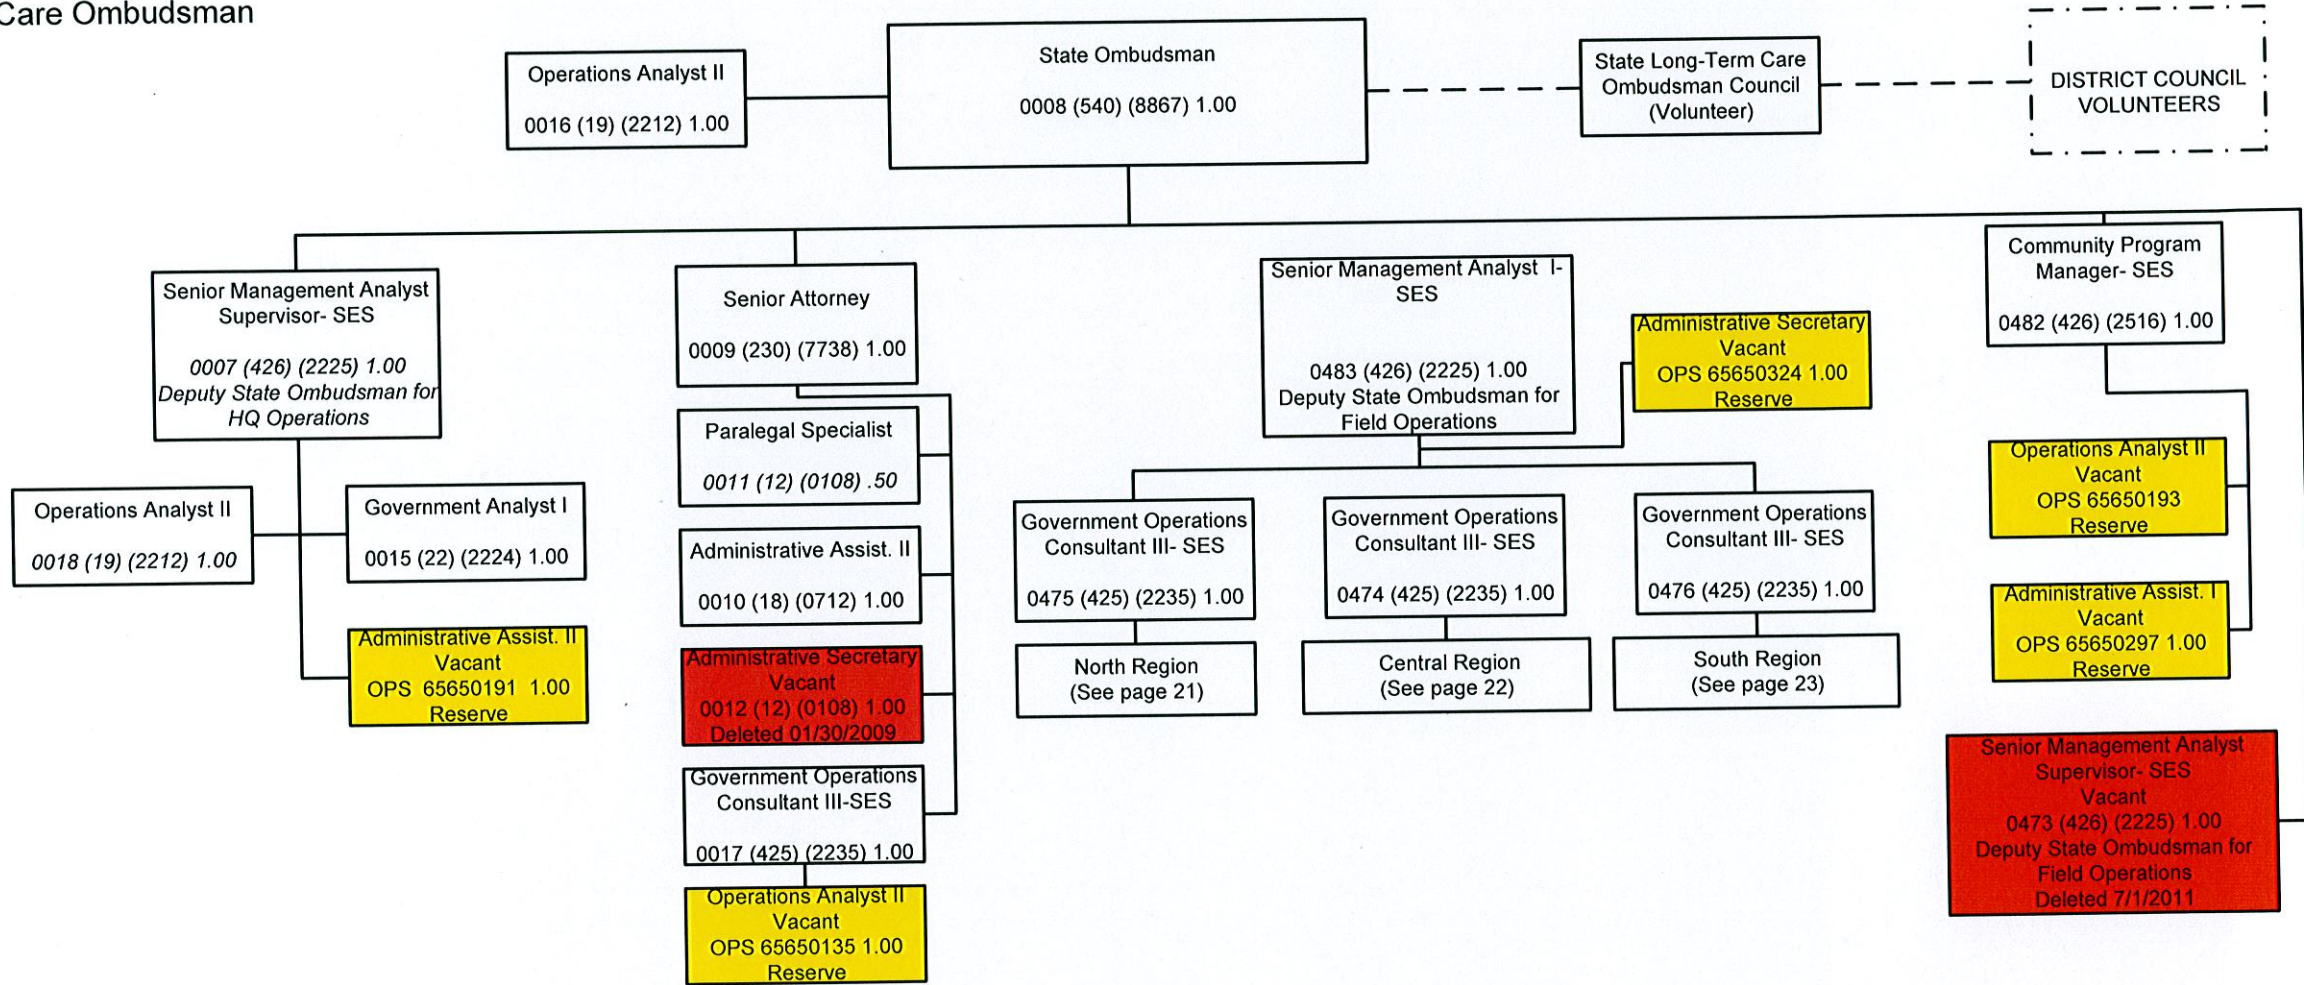 Care Ombudsman
Operations Analyst II
0016 (19) (2212) 1.00
State Ombudsman
0008 (540) (8867) 1.00
State Long-Term Care
Ombudsman Council
(Volunteer)
DISTRICT COUNCIL
VOLUNTEERS
Senior Management Analyst
Supervisor- SES
0007 (426) (2225) 1.00
Deputy State Ombudsman for
HQ Operations
Operations Analyst II
0018 (19) (2212) 1.00
Government Analyst I
0015 (22) (2224) 1.00
Administrative Assist. II
Vacant
OPS 65650191 1.00
Reserve
Senior Attorney
0009 (230) (7738) 1.00
Paralegal Specialist
0011 (12) (0108) .50
Administrative Assist. II
0010 (18) (0712) 1.00
Administrative Secretary
Vacant
0012 (12) (0108) 1.00
Deleted 01/30/2009
Government Operations
Consultant III-SES
0017 (425) (2235) 1.00
Operations Analyst II
Vacant
OPS 65650135 1.00
Reserve
Senior Management Analyst I-
SES
0483 (426) (2225) 1.00
Deputy State Ombudsman for
Field Operations
Administrative Secretary
Vacant
OPS 65650324 1.00
Reserve
Government Operations
Consultant III- SES
0475 (425) (2235) 1.00
North Region
(See page 21)
Government Operations
Consultant III- SES
0474 (425) (2235) 1.00
Central Region
(See page 22)
Government Operations
Consultant III- SES
0476 (425) (2235) 1.00
South Region
(See page 23)
Community Program
Manager- SES
0482 (426) (2516) 1.00
Operations Analyst II
Vacant
OPS 65650193
Reserve
Administrative Assist. I
Vacant
OPS 65650297 1.00
Reserve
Senior Management Analyst
Supervisor- SES
Vacant
0473 (426) (2225) 1.00
Deputy State Ombudsman for
Field Operations
Deleted 7/1/2011